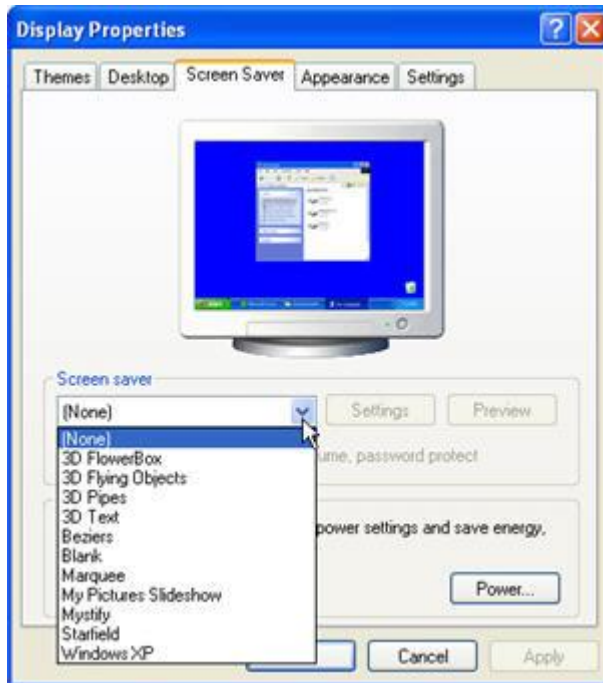 Display Properties
Themes Desktop Screen Saver Appearance Settings
Screen saver
(None) Settings Preview
(None)
3D FlowerBox
3D Flying Objects
3D Pipes
3D Text
Beziers
Blank
Marquee
My Pictures Slideshow
Mystify
Starfield
Windows XP
password protect
power settings and save energy,
Power...
Cancel Apply